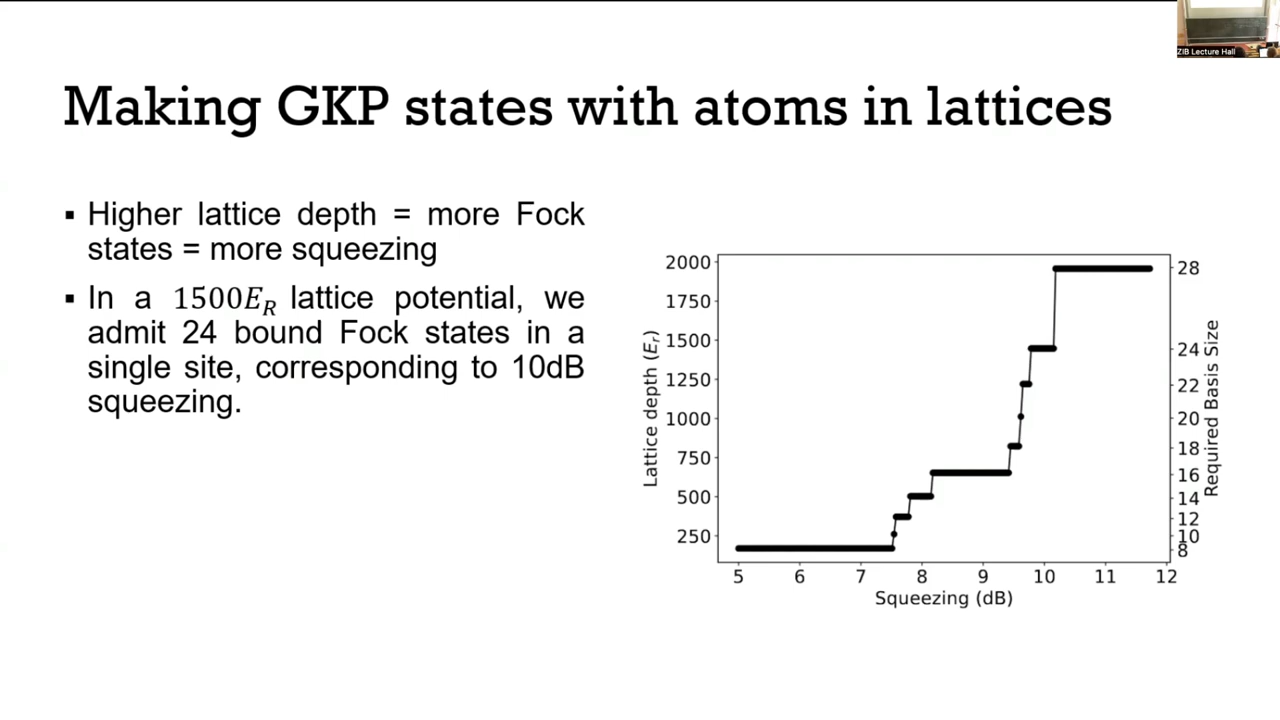 ZIB Lecture Hall
Making GKP states with atoms in lattices
▪ Higher lattice depth = more Fock
states = more squeezing
▪ In a 1500E_R lattice potential, we
admit 24 bound Fock states in a
single site, corresponding to 10dB
squeezing.
Lattice depth (E_r)
2000
1750
1500
1250
1000
750
500
250
5 6 7 8 9 10 11 12
Squeezing (dB)
28
24
22
20
18
16
14
12
10
8
Required Basis Size